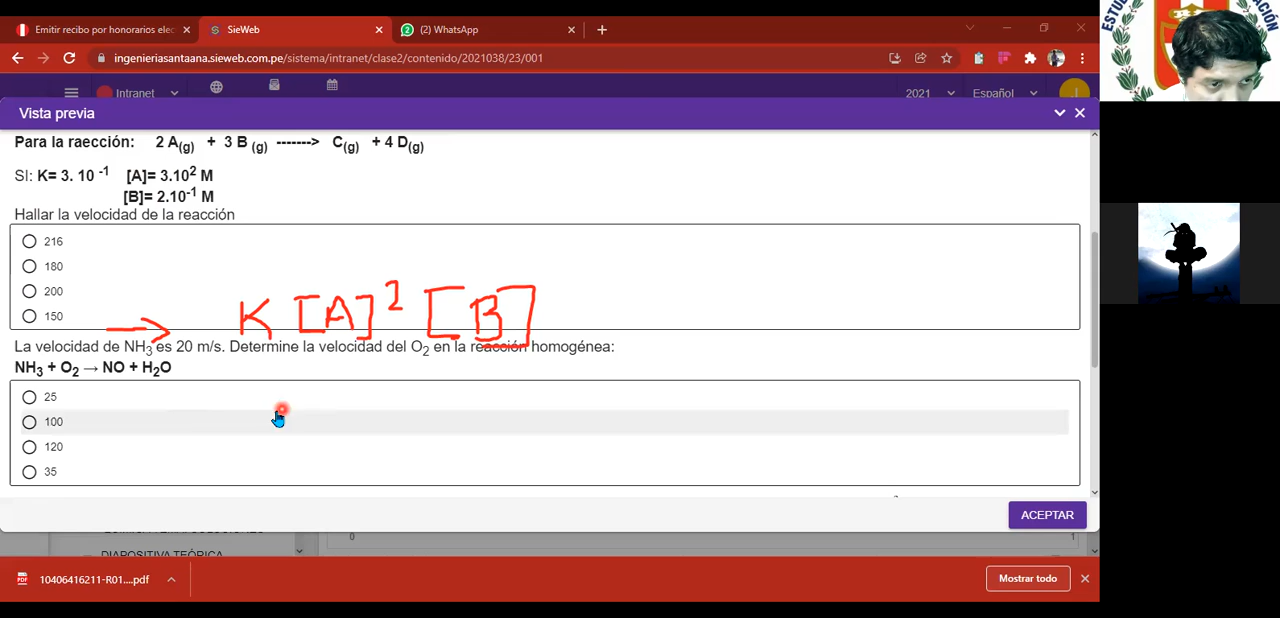 Emitir recibo por honorarios elec
SieWeb
(2) WhatsApp
ingenieriasantaana.sieweb.com.pe/sistema/intranet/clase2/contenido/2021038/23/001
Intranet
2021
Español
J
Vista previa
Para la raección: 2 A(g) + 3 B (g) -------> C(g) + 4 D(g)
SI: K= 3. 10 -1 [A]= 3.102 M
[B]= 2.10-1 M
Hallar la velocidad de la reacción
216
180
200
150
K [A]2 [B]
La velocidad de NH3 es 20 m/s. Determine la velocidad del O2 en la reacción homogénea:
NH3 + O2 → NO + H2O
25
100
120
35
ACEPTAR
DIAPOSITIVA TEÓRICA
0
1
10406416211-R01....pdf
Mostrar todo